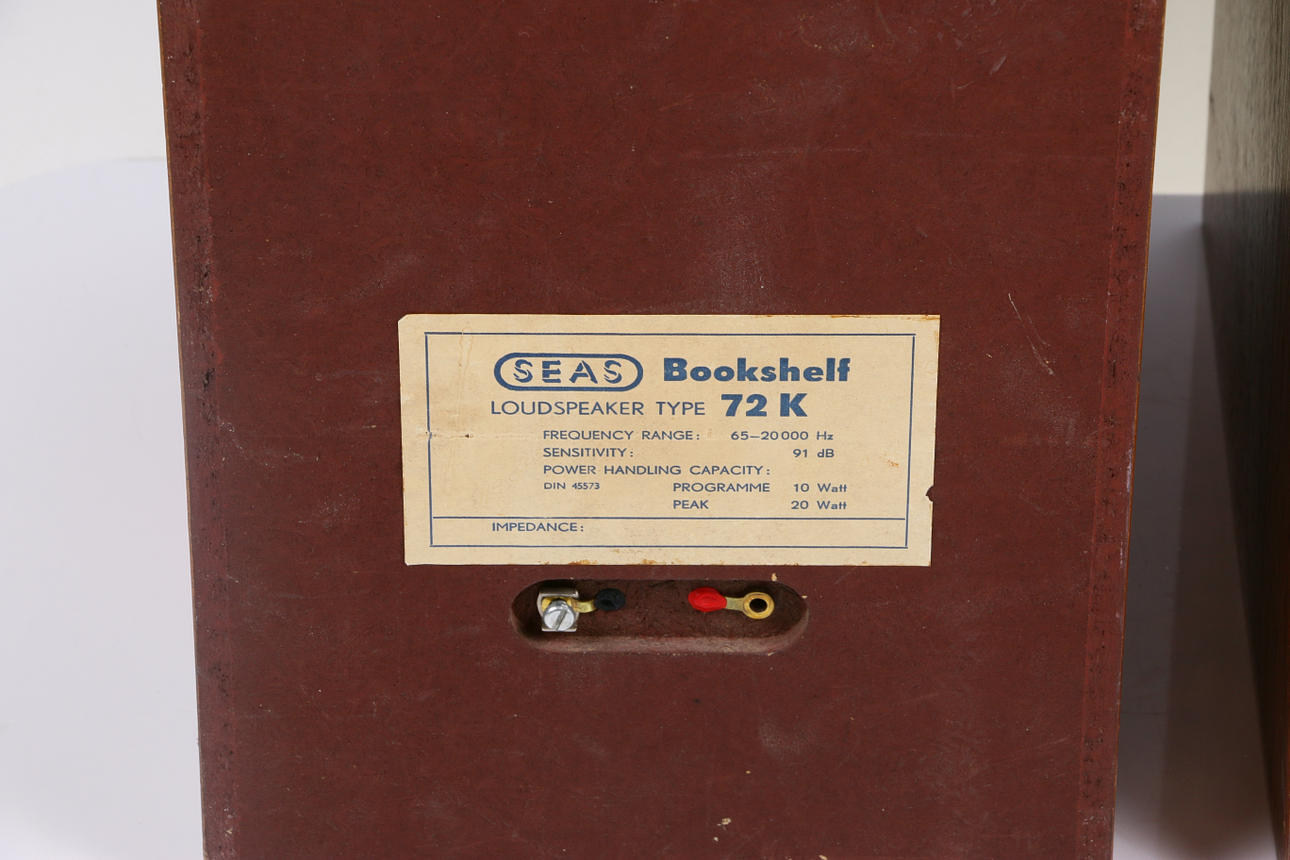 SEAS Bookshelf
LOUDSPEAKER TYPE 72 K
FREQUENCY RANGE: 65–20000 Hz
SENSITIVITY: 91 dB
POWER HANDLING CAPACITY:
DIN 45573 PROGRAMME 10 Watt
PEAK 20 Watt
IMPEDANCE: